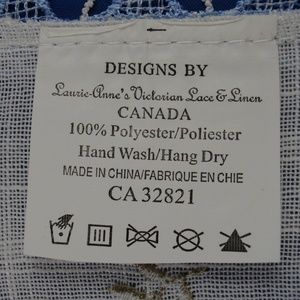 DESIGNS BY
Laurie-Anne's Victorian Lace & Linen
CANADA
100% Polyester/Poliester
Hand Wash/Hang Dry
MADE IN CHINA/FABRIQUE EN CHIE
CA 32821